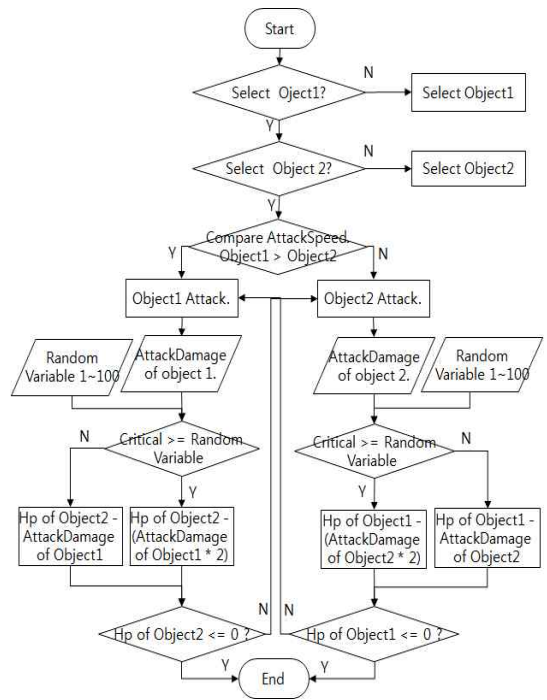 Start
Select Oject1?
N
Select Object1
Y
Select Object 2?
N
Select Object2
Y
Compare AttackSpeed.
Object1 > Object2
Y
N
Object1 Attack.
Object2 Attack.
Random
Variable 1~100
AttackDamage
of object 1.
AttackDamage
of object 2.
Random
Variable 1~100
Critical >= Random
Variable
N
Y
Critical >= Random
Variable
N
Y
Hp of Object2 -
AttackDamage
of Object1
Hp of Object2 -
(AttackDamage
of Object1 * 2)
Hp of Object1 -
(AttackDamage
of Object2 * 2)
Hp of Object1 -
AttackDamage
of Object2
Hp of Object2 <= 0 ?
N
Y
Hp of Object1 <= 0 ?
N
Y
End